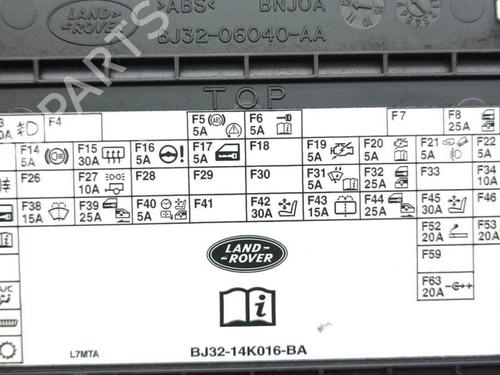 LAND-
-ROVER
>ABS<
BNJ0A
BJ32-06040-AA
TOP
F4
F5
5A
F6
5A
F7
F8
25A
F14
5A
F15
30A
F16
5A
F17
5A
F18
F19
5A
F20
5A
F21
5A
F22
5A
F26
F27
10A
F28
F29
F30
F31
5A
F32
25A
F33
F34
10A
F38
15A
F39
25A
F40
5A
F41
F42
30A
F43
15A
F44
25A
F45
30A
F46
F52
20A
F53
20A
F59
F63
20A
LAND-
-ROVER
A/C
L7MTA
BJ32-14K016-BA